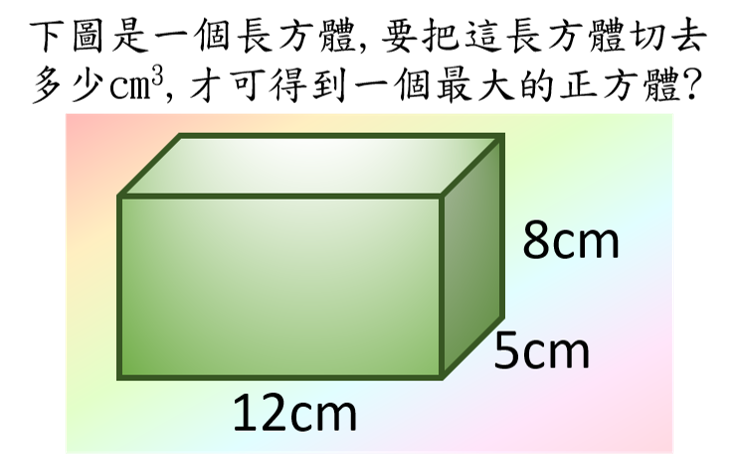 下圖是一個長方體, 要把這長方體切去
多少cm³, 才可得到一個最大的正方體?
8cm
5cm
12cm